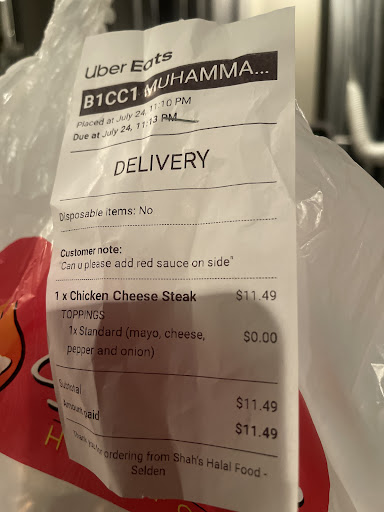 Uber Eats
B1CC1 MUHAMMA...
Placed at July 24, 11:10 PM
Due at July 24, 11:13 PM
DELIVERY
Disposable items: No
Customer note:
"Can u please add red sauce on side"
1 x Chicken Cheese Steak $11.49
TOPPINGS
1x Standard (mayo, cheese, $0.00
pepper and onion)
Subtotal $11.49
Amount paid $11.49
Thank you for ordering from Shah's Halal Food -
Selden